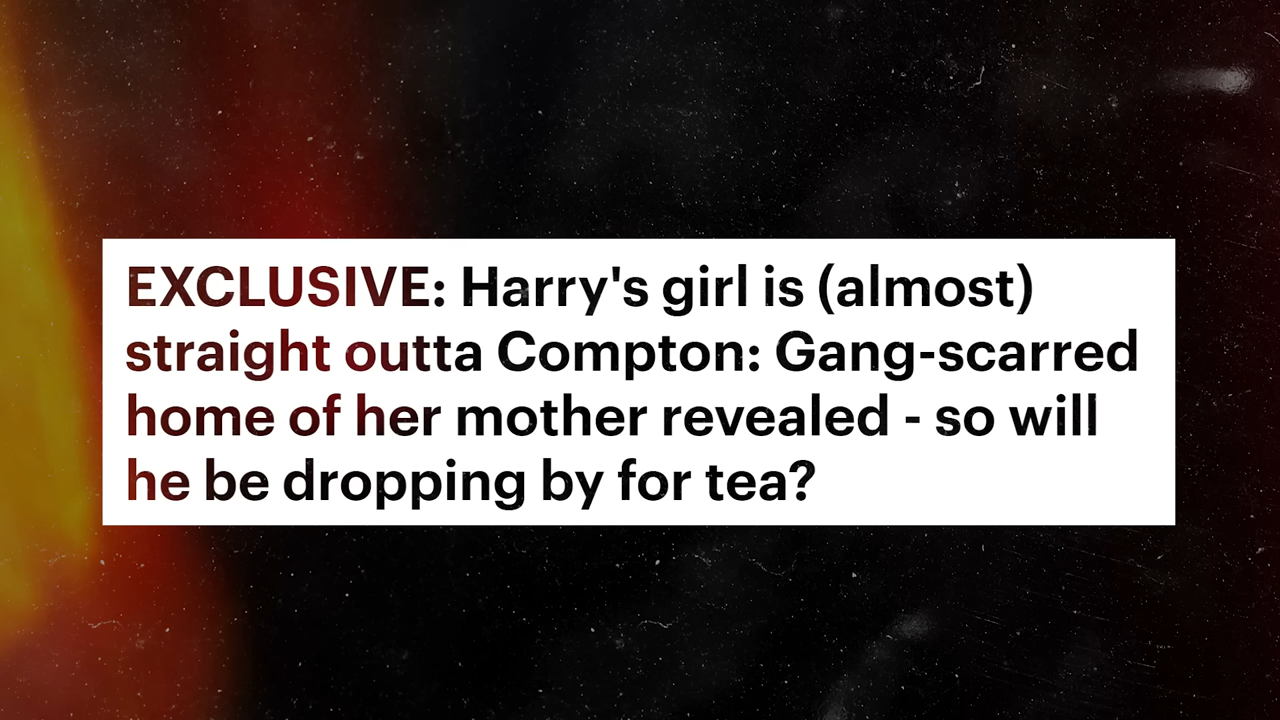 EXCLUSIVE: Harry's girl is (almost)
straight outta Compton: Gang-scarred
home of her mother revealed - so will
he be dropping by for tea?